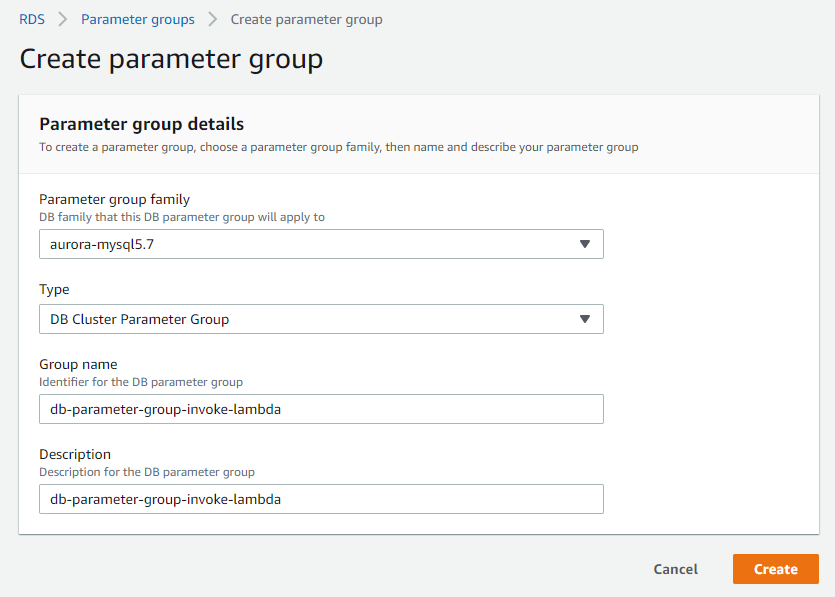 RDS > Parameter groups > Create parameter group
Create parameter group
Parameter group details
To create a parameter group, choose a parameter group family, then name and describe your parameter group
Parameter group family
DB family that this DB parameter group will apply to
aurora-mysql5.7
Type
DB Cluster Parameter Group
Group name
Identifier for the DB parameter group
db-parameter-group-invoke-lambda
Description
Description for the DB parameter group
db-parameter-group-invoke-lambda
Cancel Create